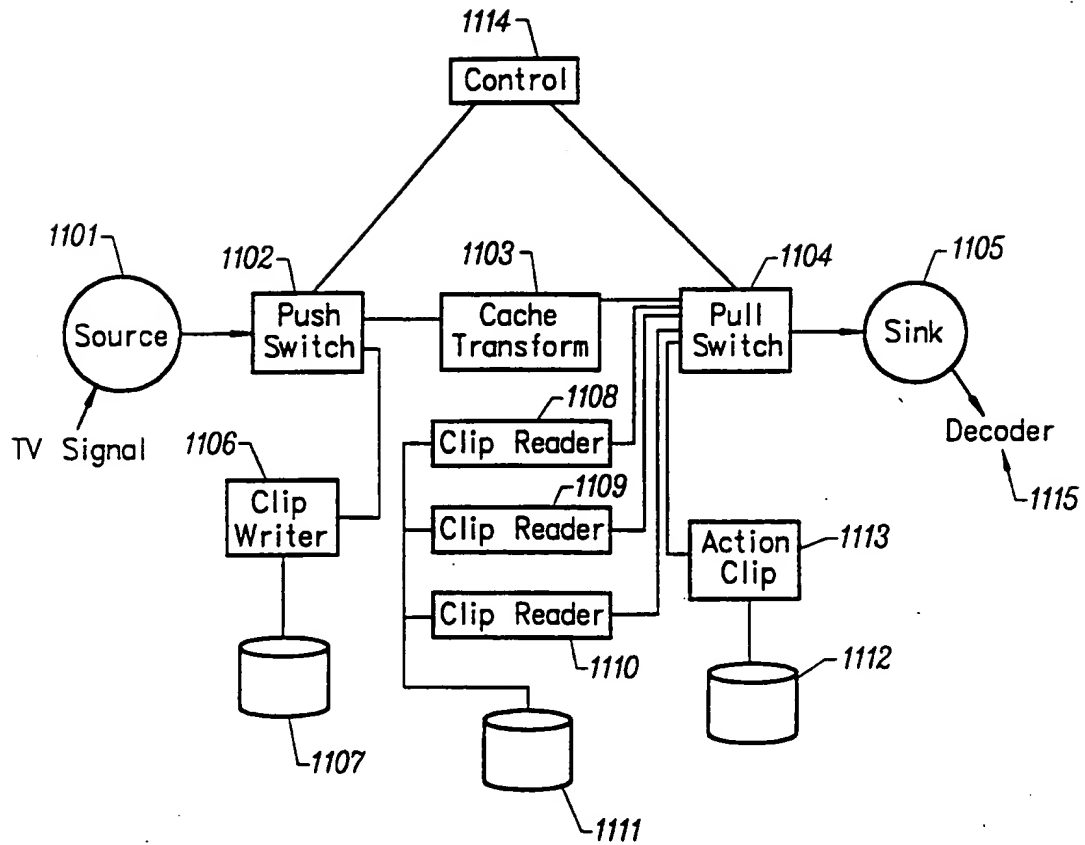 1114
Control
1101
1102
1103
1104
1105
Source
Push
Switch
Cache
Transform
Pull
Switch
Sink
TV Signal
Decoder
1115
1106
Clip
Writer
1108
Clip Reader
1109
Clip Reader
Clip Reader
1110
Action
Clip
1113
1107
1111
1112